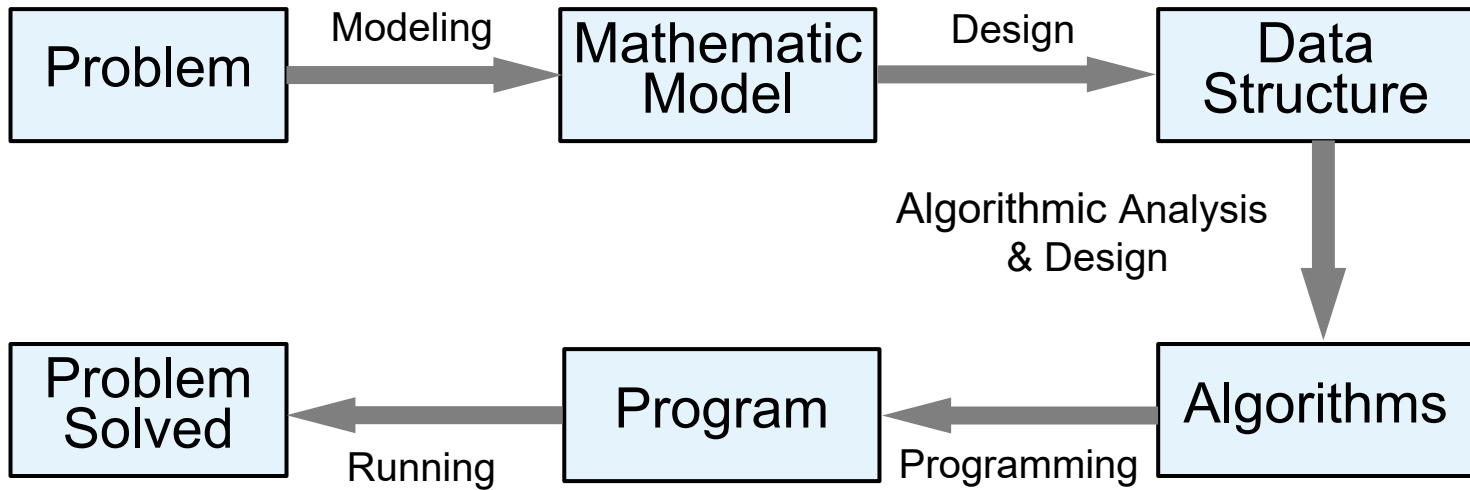 Problem
Modeling
Mathematic
Model
Design
Data
Structure
Algorithmic Analysis
& Design
Algorithms
Programming
Program
Running
Problem
Solved